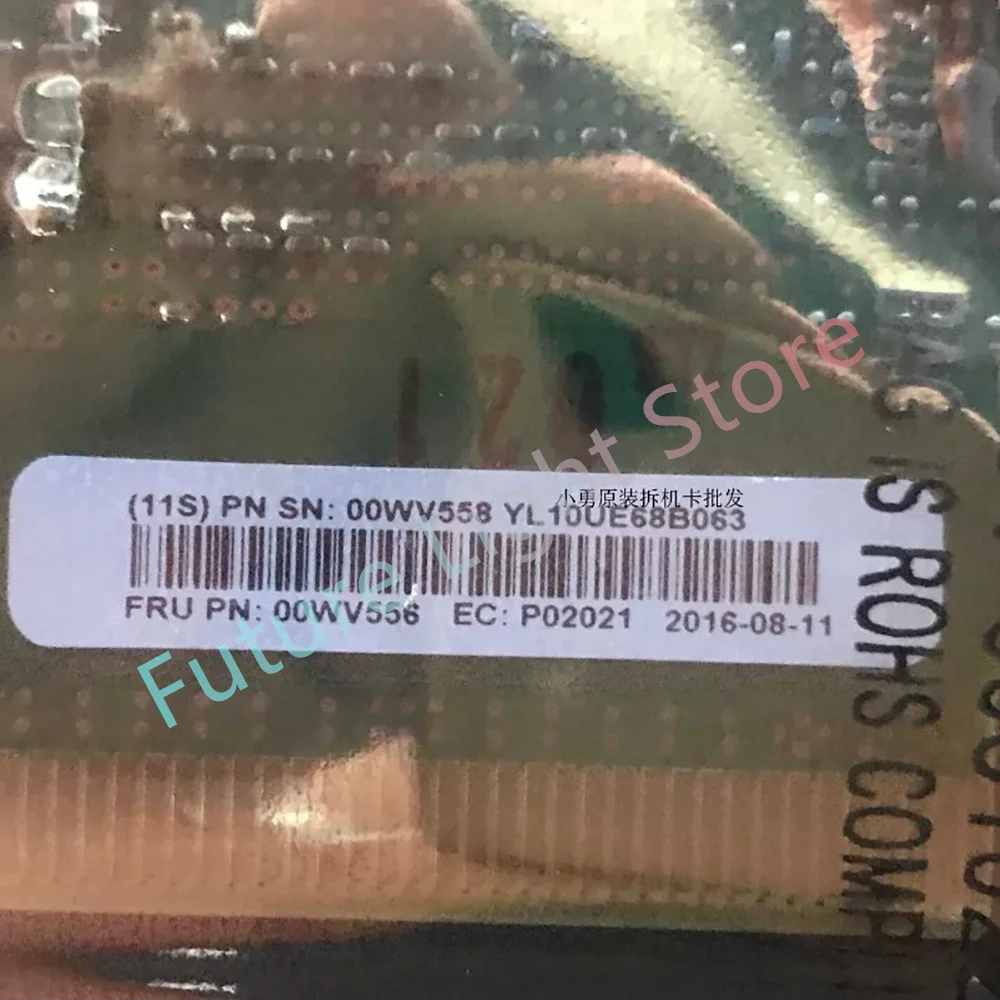 小勇原装拆机卡批发
(11S) PN SN: 00WV558 YL10UE68B063
FRU PN: 00WV556 EC: P02021 2016-08-11
Future Light Store
IS ROHS